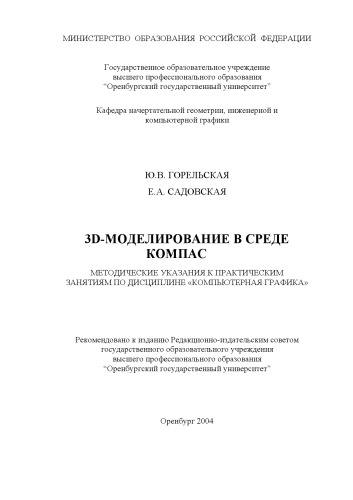 МИНИСТЕРСТВО ОБРАЗОВАНИЯ РОССИЙСКОЙ ФЕДЕРАЦИИ
Государственное образовательное учреждение
высшего профессионального образования
“Оренбургский государственный университет”
Кафедра начертательной геометрии, инженерной и
компьютерной графики
Ю.В. ГОРЕЛЬСКАЯ
Е.А. САДОВСКАЯ
3D-МОДЕЛИРОВАНИЕ В СРЕДЕ
КОМПАС
МЕТОДИЧЕСКИЕ УКАЗАНИЯ К ПРАКТИЧЕСКИМ
ЗАНЯТИЯМ ПО ДИСЦИПЛИНЕ «КОМПЬЮТЕРНАЯ ГРАФИКА»
Рекомендовано к изданию Редакционно-издательским советом
государственного образовательного учреждения
высшего профессионального образования
“Оренбургский государственный университет”
Оренбург 2004